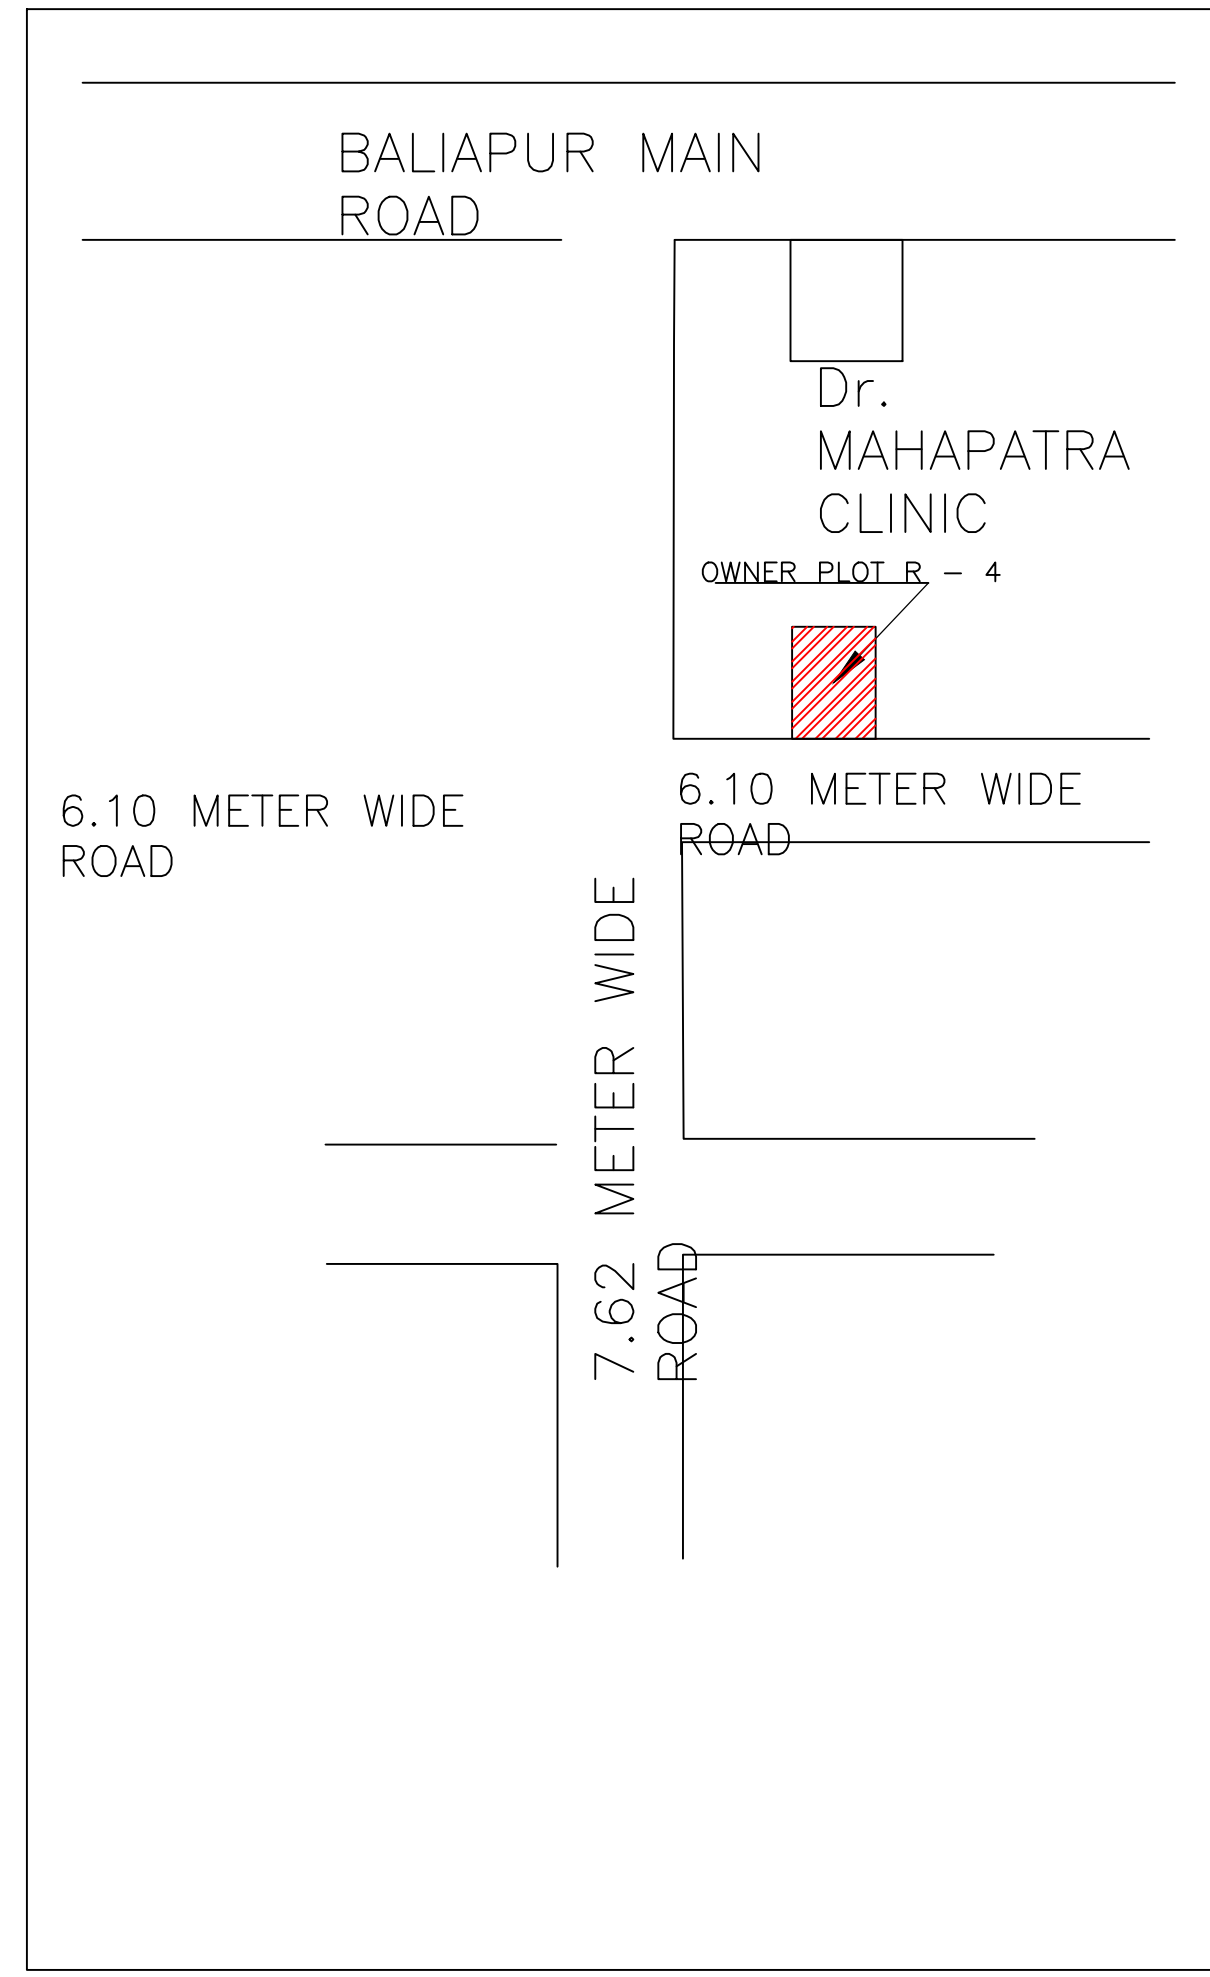 BALIAPUR MAIN
ROAD
Dr.
MAHAPATRA
CLINIC
OWNER PLOT R - 4
6.10 METER WIDE
ROAD
6.10 METER WIDE
ROAD
7.62 METER WIDE
ROAD